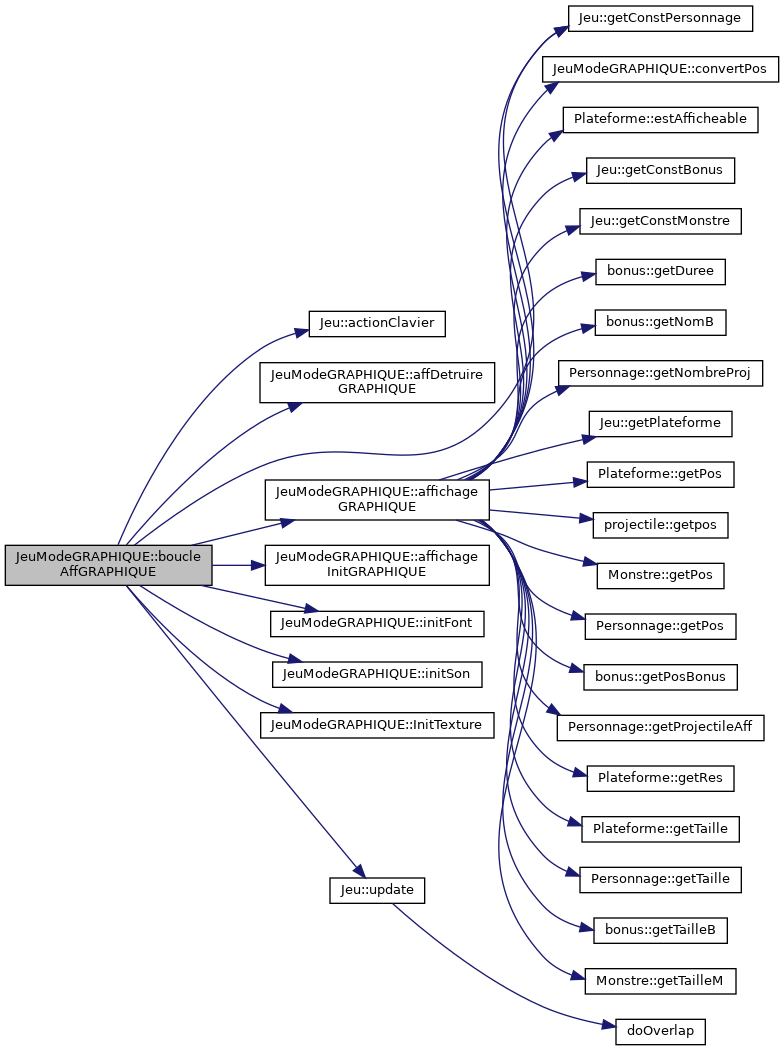 JeuModeGRAPHIQUE::boucle
AffGRAPHIQUE
Jeu::actionClavier
JeuModeGRAPHIQUE::affDetruire
GRAPHIQUE
JeuModeGRAPHIQUE::affichage
GRAPHIQUE
JeuModeGRAPHIQUE::affichage
InitGRAPHIQUE
JeuModeGRAPHIQUE::initFont
JeuModeGRAPHIQUE::initSon
JeuModeGRAPHIQUE::InitTexture
Jeu::update
Jeu::getConstPersonnage
JeuModeGRAPHIQUE::convertPos
Plateforme::estAfficheable
Jeu::getConstBonus
Jeu::getConstMonstre
bonus::getDuree
bonus::getNomB
Personnage::getNombreProj
Jeu::getPlateforme
Plateforme::getPos
projectile::getpos
Monstre::getPos
Personnage::getPos
bonus::getPosBonus
Personnage::getProjectileAff
Plateforme::getRes
Plateforme::getTaille
Personnage::getTaille
bonus::getTailleB
Monstre::getTailleM
doOverlap